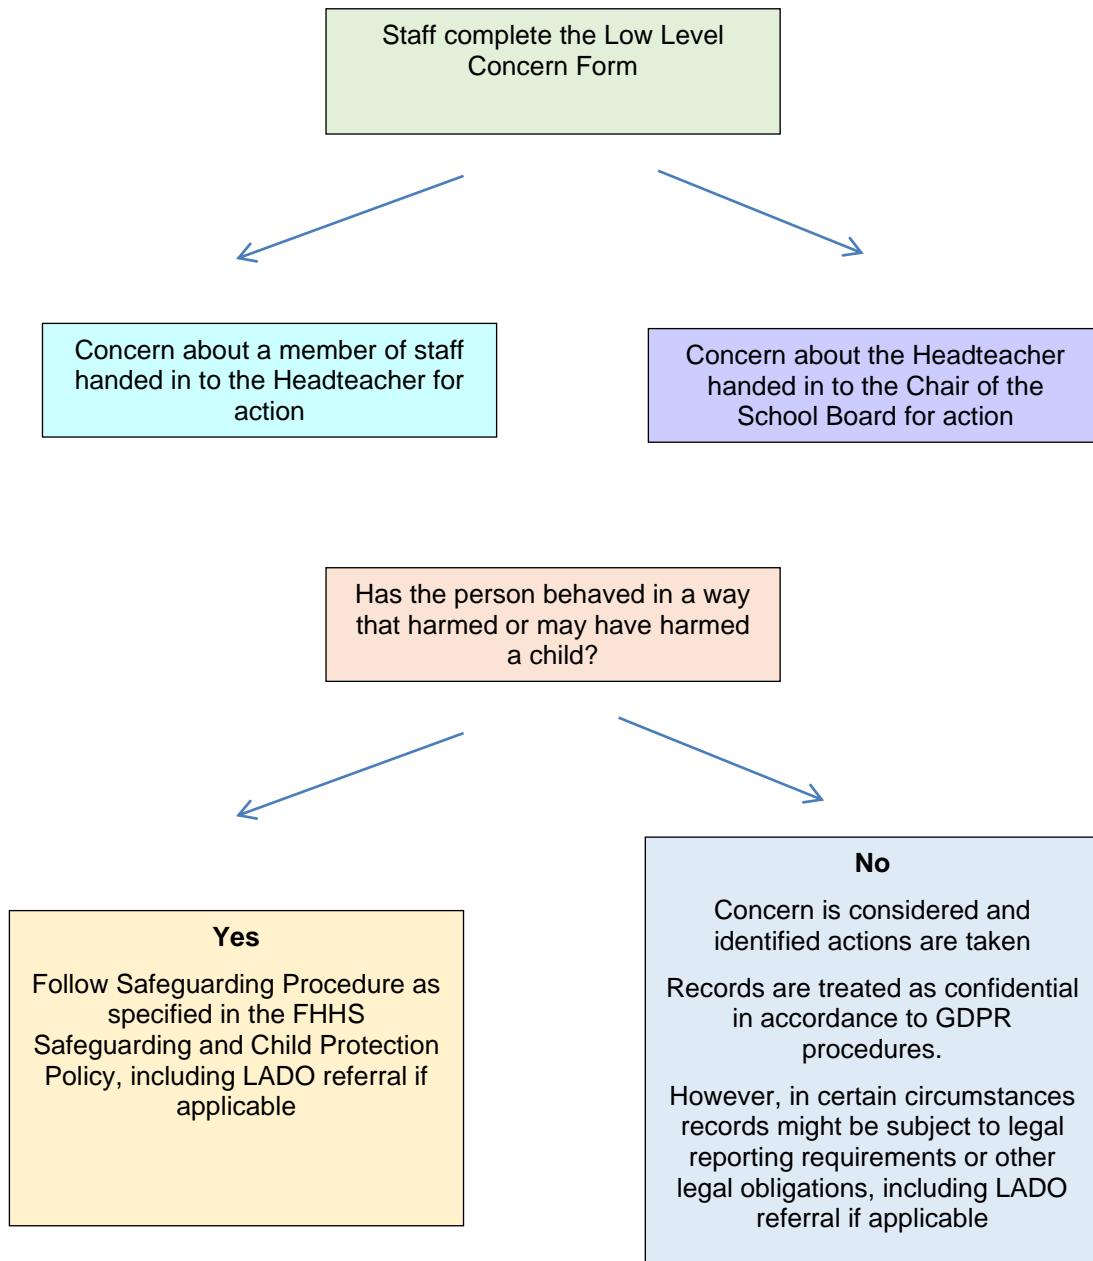 Staff complete the Low Level
Concern Form
Concern about a member of staff
handed in to the Headteacher for
action
Concern about the Headteacher
handed in to the Chair of the
School Board for action
Has the person behaved in a way
that harmed or may have harmed
a child?
Yes
Follow Safeguarding Procedure as
specified in the FHHS
Safeguarding and Child Protection
Policy, including LADO referral if
applicable
No
Concern is considered and
identified actions are taken
Records are treated as confidential
in accordance to GDPR
procedures.
However, in certain circumstances
records might be subject to legal
reporting requirements or other
legal obligations, including LADO
referral if applicable